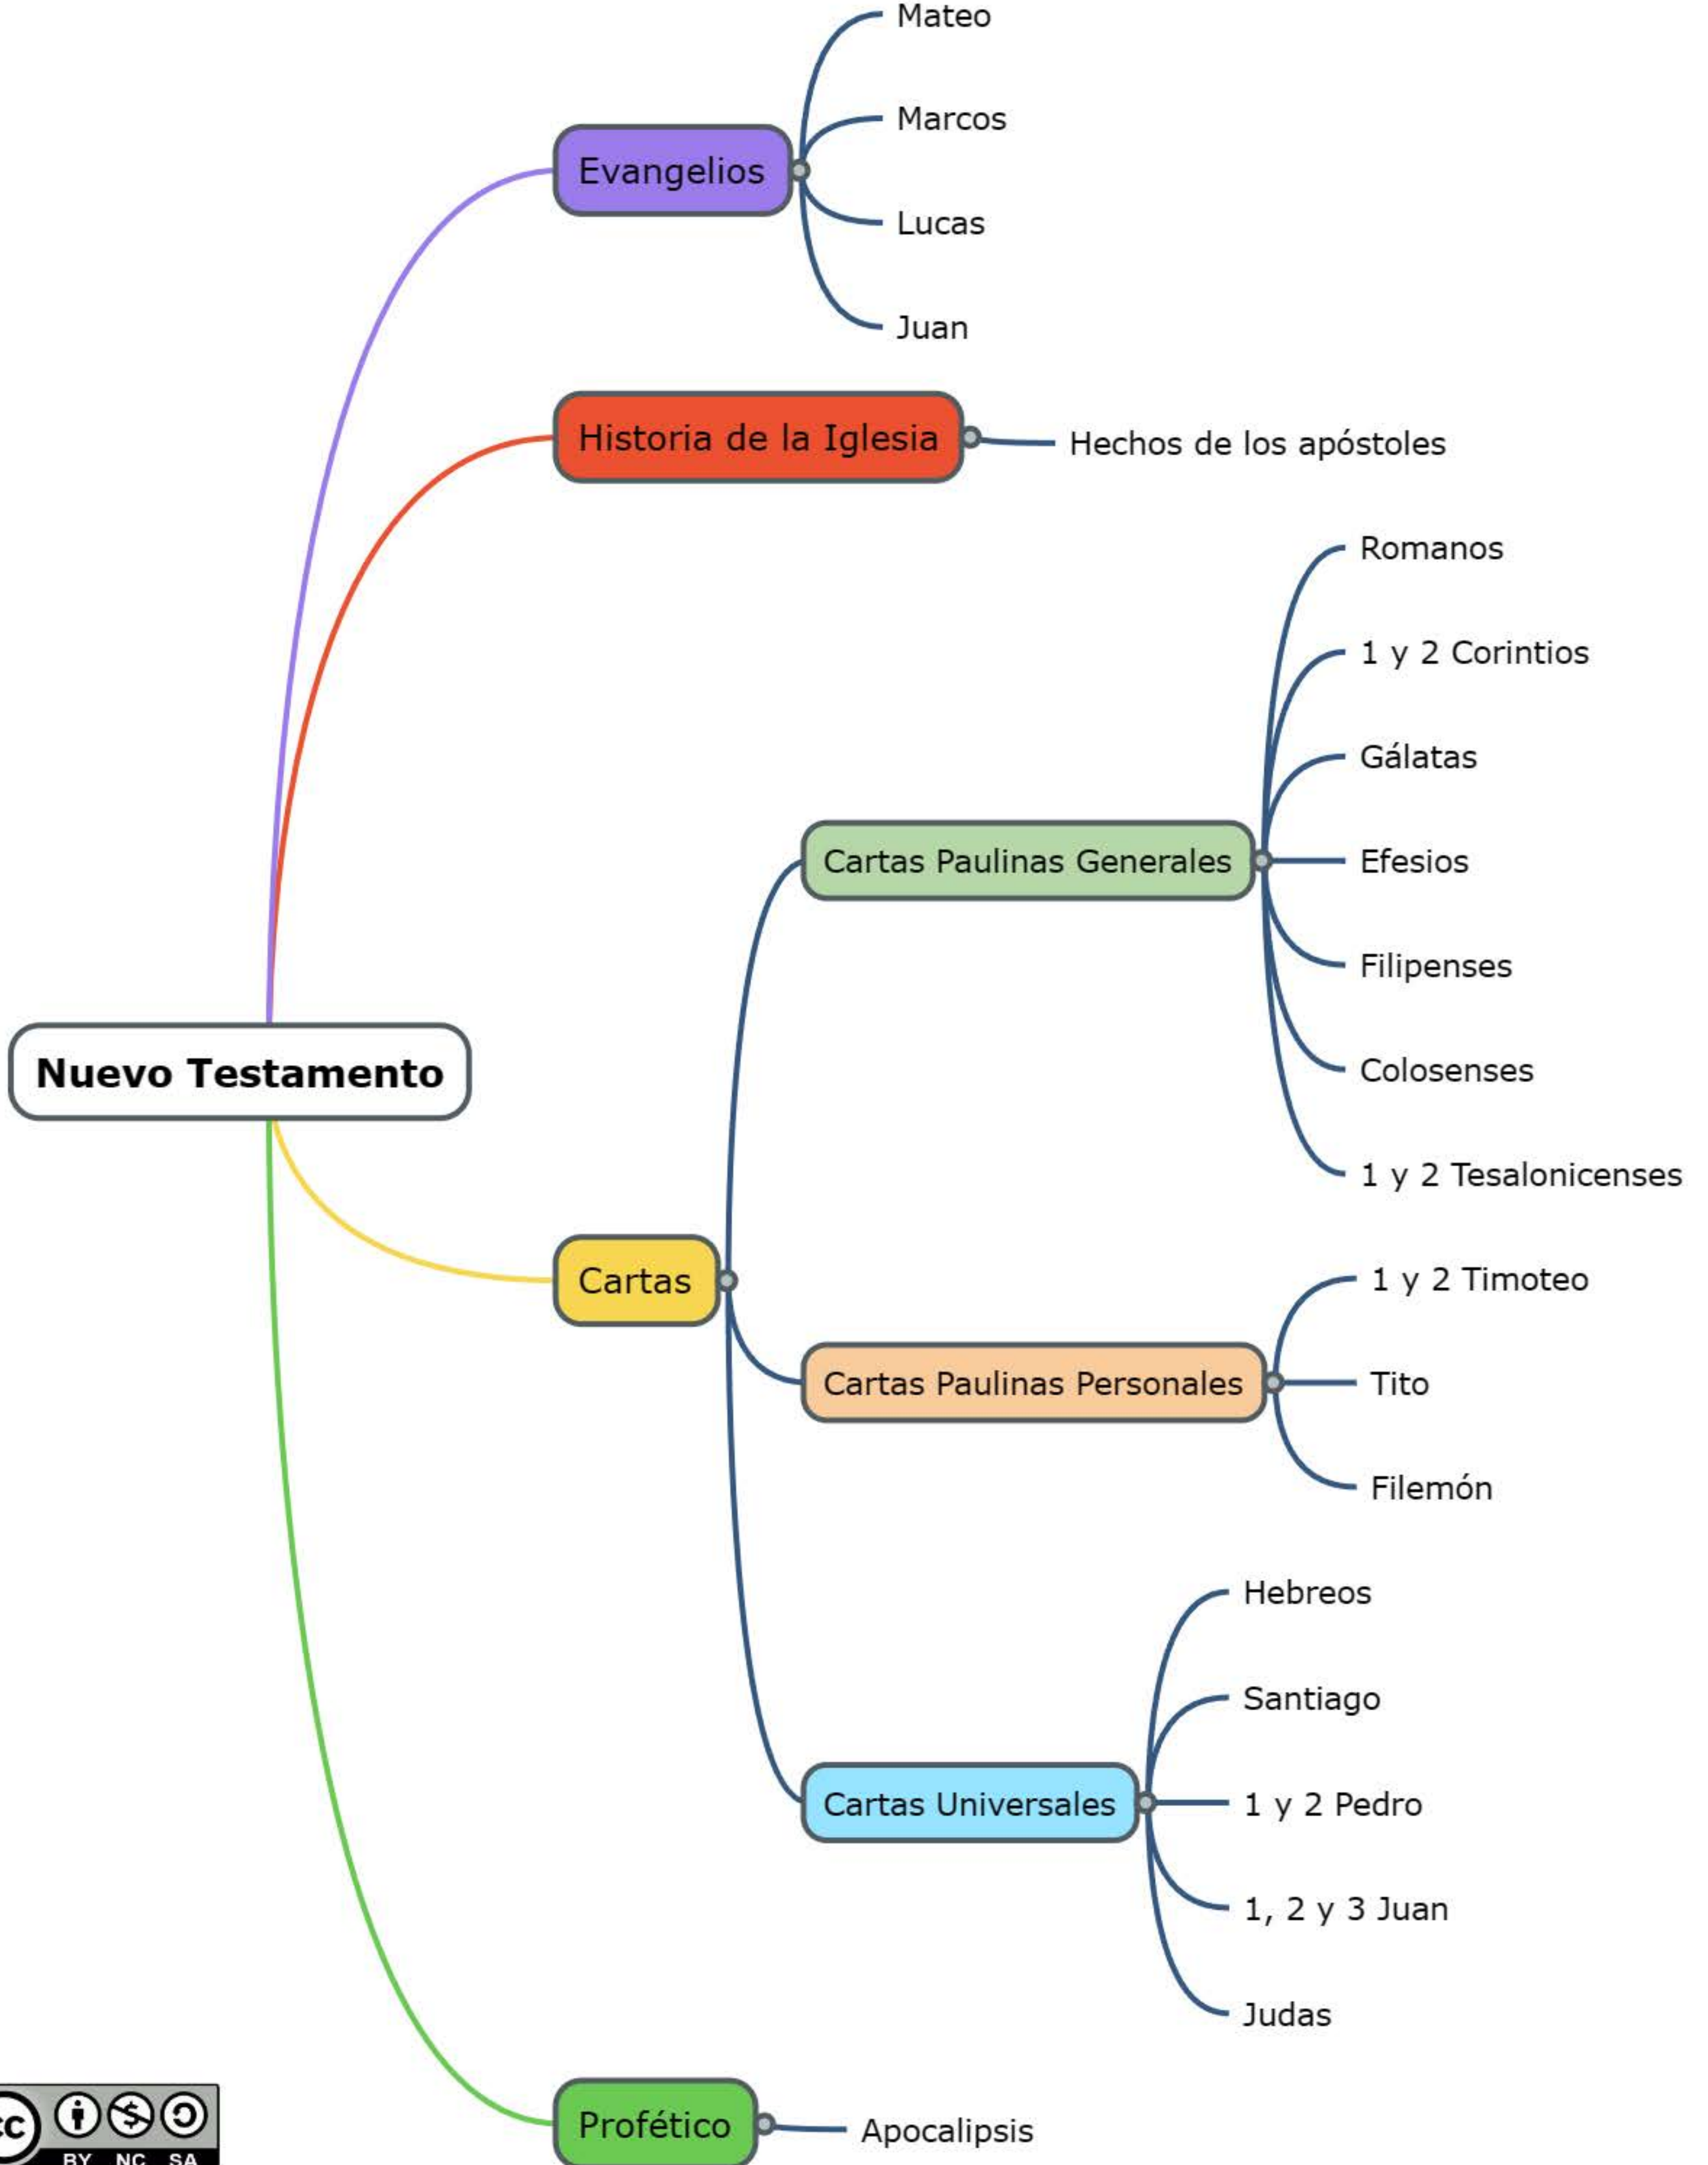 Mateo
Marcos
Evangelios
Lucas
Juan
Historia de la Iglesia
Hechos de los apóstoles
Romanos
1 y 2 Corintios
Gálatas
Cartas Paulinas Generales
Efesios
Filipenses
Colosenses
1 y 2 Tesalonicenses
Nuevo Testamento
Cartas
1 y 2 Timoteo
Cartas Paulinas Personales
Tito
Filemón
Hebreos
Santiago
Cartas Universales
1 y 2 Pedro
1, 2 y 3 Juan
Judas
Profético
Apocalipsis
cc
BY NC SA